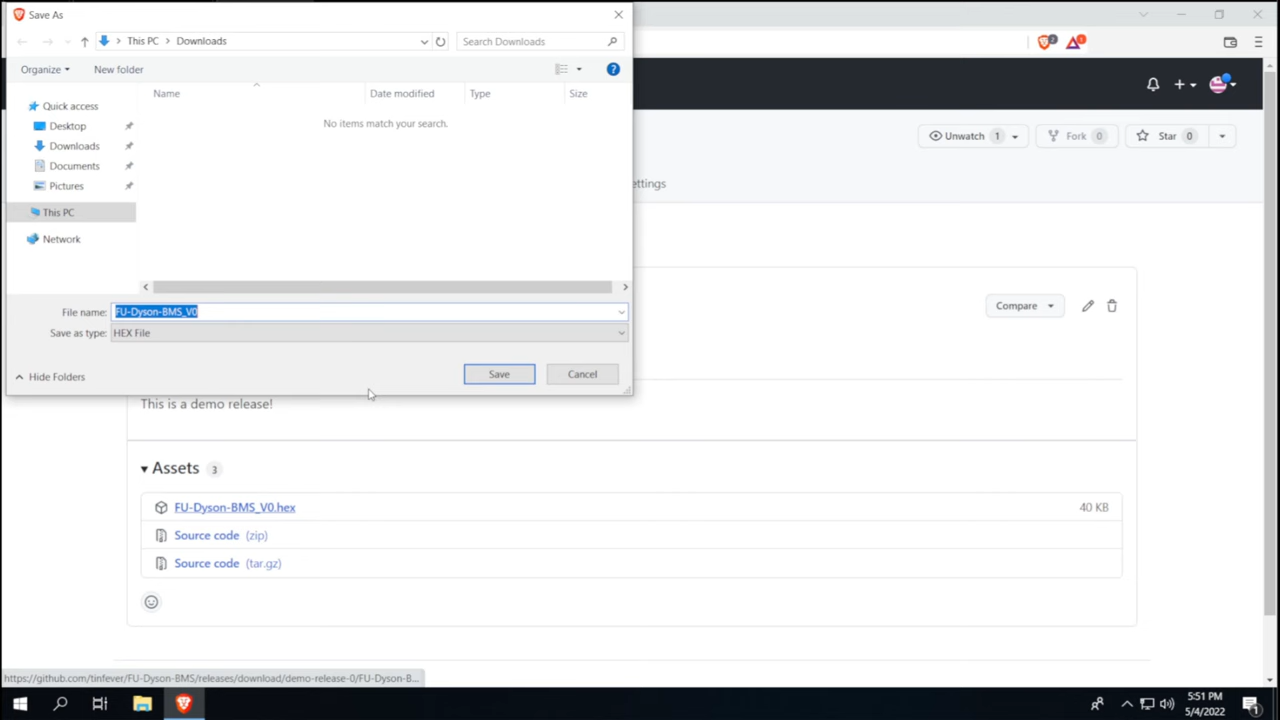 Save As
This PC > Downloads
Search Downloads
Organize
New folder
Name
Date modified
Type
Size
No items match your search.
Quick access
Desktop
Downloads
Documents
Pictures
This PC
Network
File name: FU-Dyson-BMS_V0
Save as type: HEX File
Hide Folders
Save
Cancel
2
1
Unwatch 1
Fork 0
Star 0
ettings
Compare
This is a demo release!
Assets 3
FU-Dyson-BMS_V0.hex
40 KB
Source code (zip)
Source code (tar.gz)
https://github.com/tinfever/FU-Dyson-BMS/releases/download/demo-release-0/FU-Dyson-B...
5:51 PM
5/4/2022
1